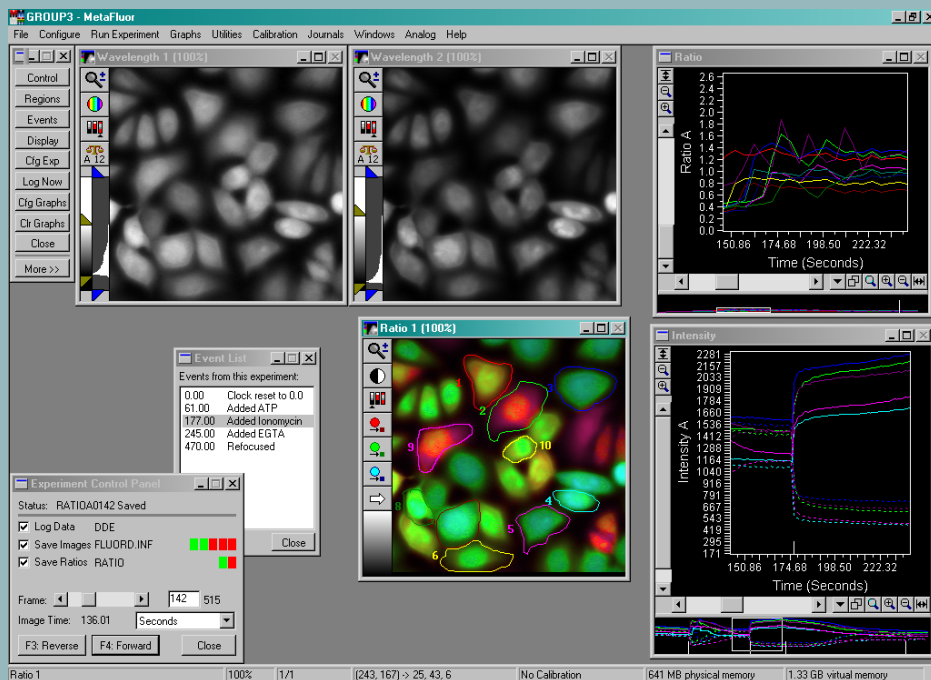 GROUP3 - MetaFluor
File Configure Run Experiment Graphs Utilities Calibration Journals Windows Analog Help
Control
Regions
Events
Display
Cfg Exp
Log Now
Cfg Graphs
Clr Graphs
Close
More >>
Wavelength 1 (100%)
A 12
Wavelength 2 (100%)
A 12
Ratio
Ratio A
2.6
2.4
2.2
2.0
1.8
1.6
1.4
1.2
1.0
0.8
0.6
0.4
0.2
0.0
150.86 174.68 198.50 222.32
Time (Seconds)
Event List
Events from this experiment:
0.00 Clock reset to 0.0
61.00 Added ATP
177.00 Added Ionomycin
245.00 Added EGTA
470.00 Refocused
Close
Ratio 1 (100%)
1
2
3
9
10
4
8
5
6
Intensity
Intensity A
2281
2157
2033
1909
1784
1660
1536
1412
1288
1164
1040
916
791
667
543
419
295
171
150.86 174.68 198.50 222.32
Time (Seconds)
Experiment Control Panel
Status: RATIOA0142 Saved
Log Data DDE
Save Images FLUORD.INF
Save Ratios RATIO
Frame: 142 515
Image Time: 136.01 Seconds
F3: Reverse F4: Forward Close
Ratio 1 100% 1/1 (243, 167) -> 25, 43, 6 No Calibration 641 MB physical memory 1.33 GB virtual memory